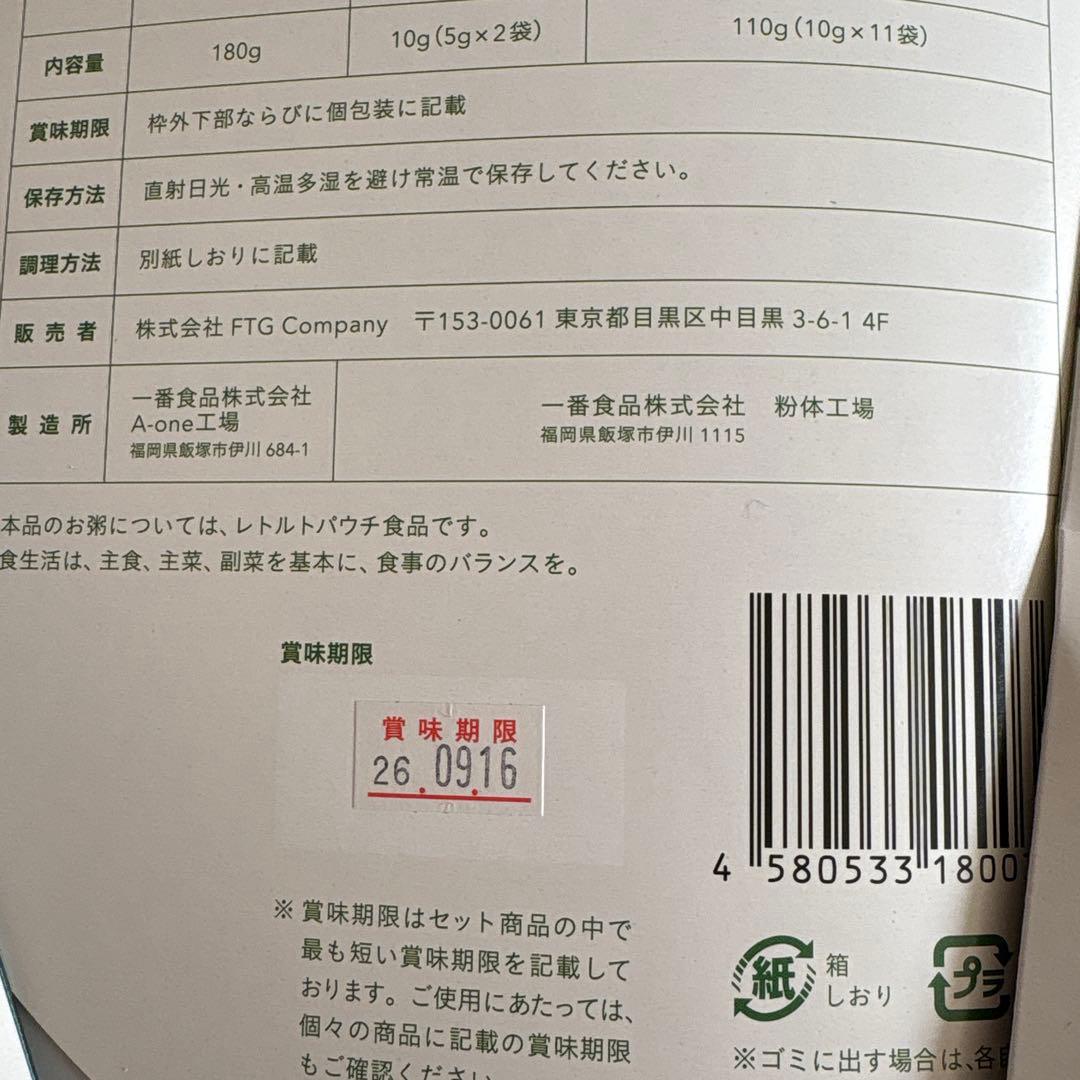 内容量 180g 10g(5g×2袋) 110g(10g×11袋)
賞味期限 枠外下部ならびに個包装に記載
保存方法 直射日光・高温多湿を避け常温で保存してください。
調理方法 別紙しおりに記載
販売者 株式会社 FTG Company 〒153-0061 東京都目黒区中目黒 3-6-1 4F
製造所
一番食品株式会社
A-one工場
福岡県飯塚市伊川 684-1
一番食品株式会社 粉体工場
福岡県飯塚市伊川 1115
本品のお粥については、レトルトパウチ食品です。
食生活は、主食、主菜、副菜を基本に、食事のバランスを。
賞味期限
賞味期限
26.09.16
4 580533 1800
※ 賞味期限はセット商品の中で
最も短い賞味期限を記載して
おります。ご使用にあたっては、
個々の商品に記載の賞味期限
もご確認ください
紙 箱
しおり
プラ
※ゴミに出す場合は、各